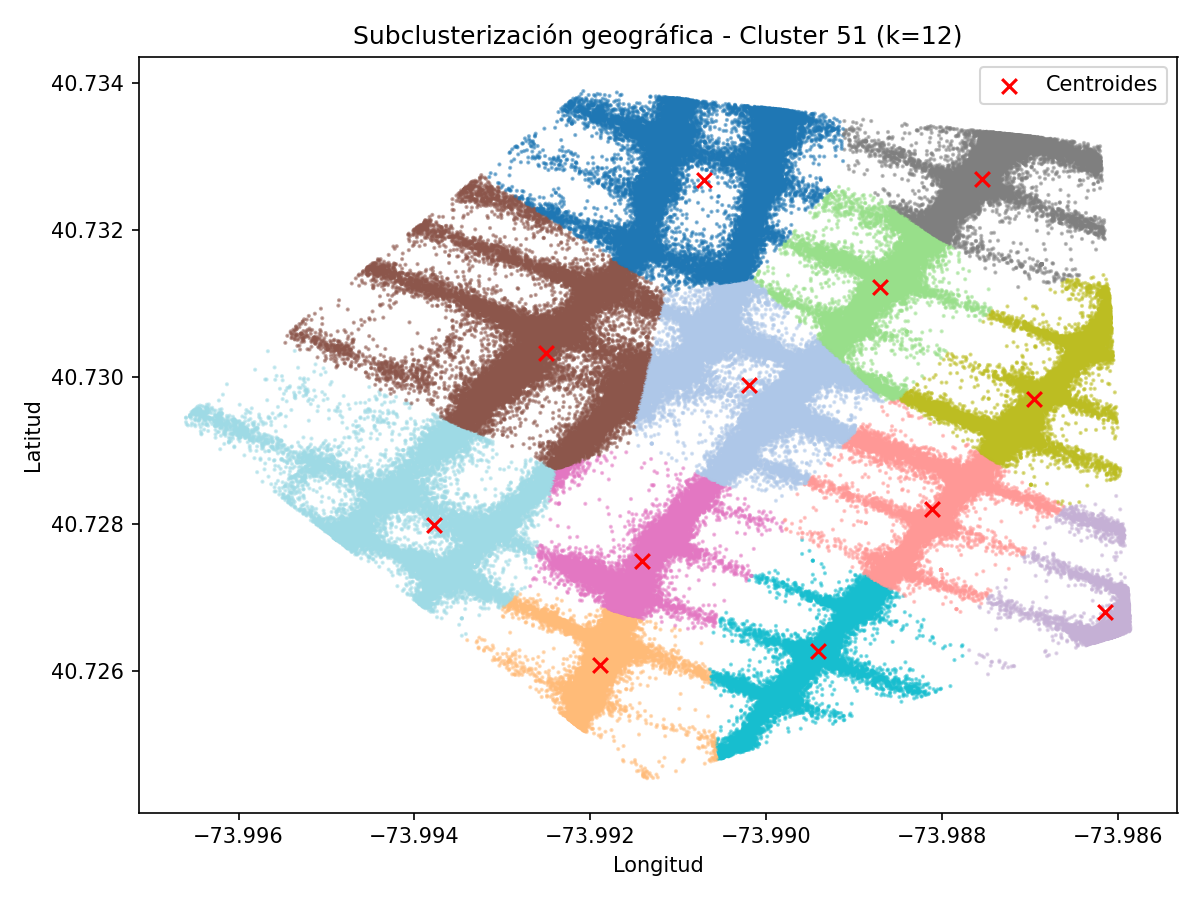 Subclusterización geográfica - Cluster 51 (k=12)
Centroides
40.734
40.732
40.730
40.728
40.726
Latitud
−73.996
−73.994
−73.992
−73.990
−73.988
−73.986
Longitud